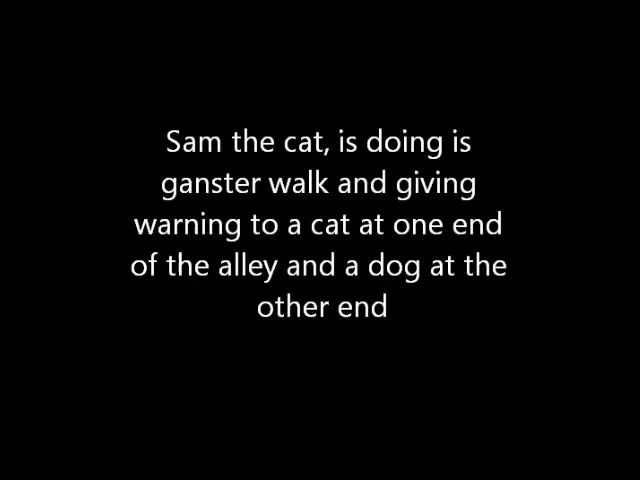 Sam the cat, is doing is
ganster walk and giving
warning to a cat at one end
of the alley and a dog at the
other end